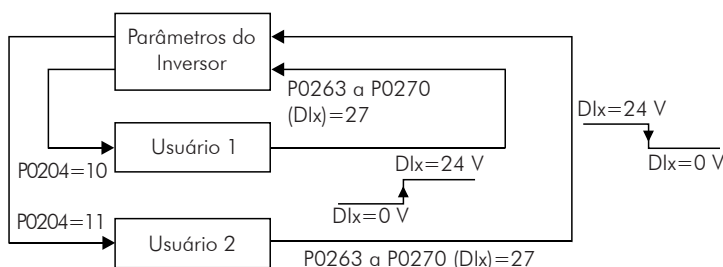 Parâmetros do
Inversor
P0263 a P0270
(DIx)=27
DIx=24 V
DIx=0 V
Usuário 1
P0204=10
DIx=24 V
DIx=0 V
P0204=11
Usuário 2
P0263 a P0270 (DIx)=27